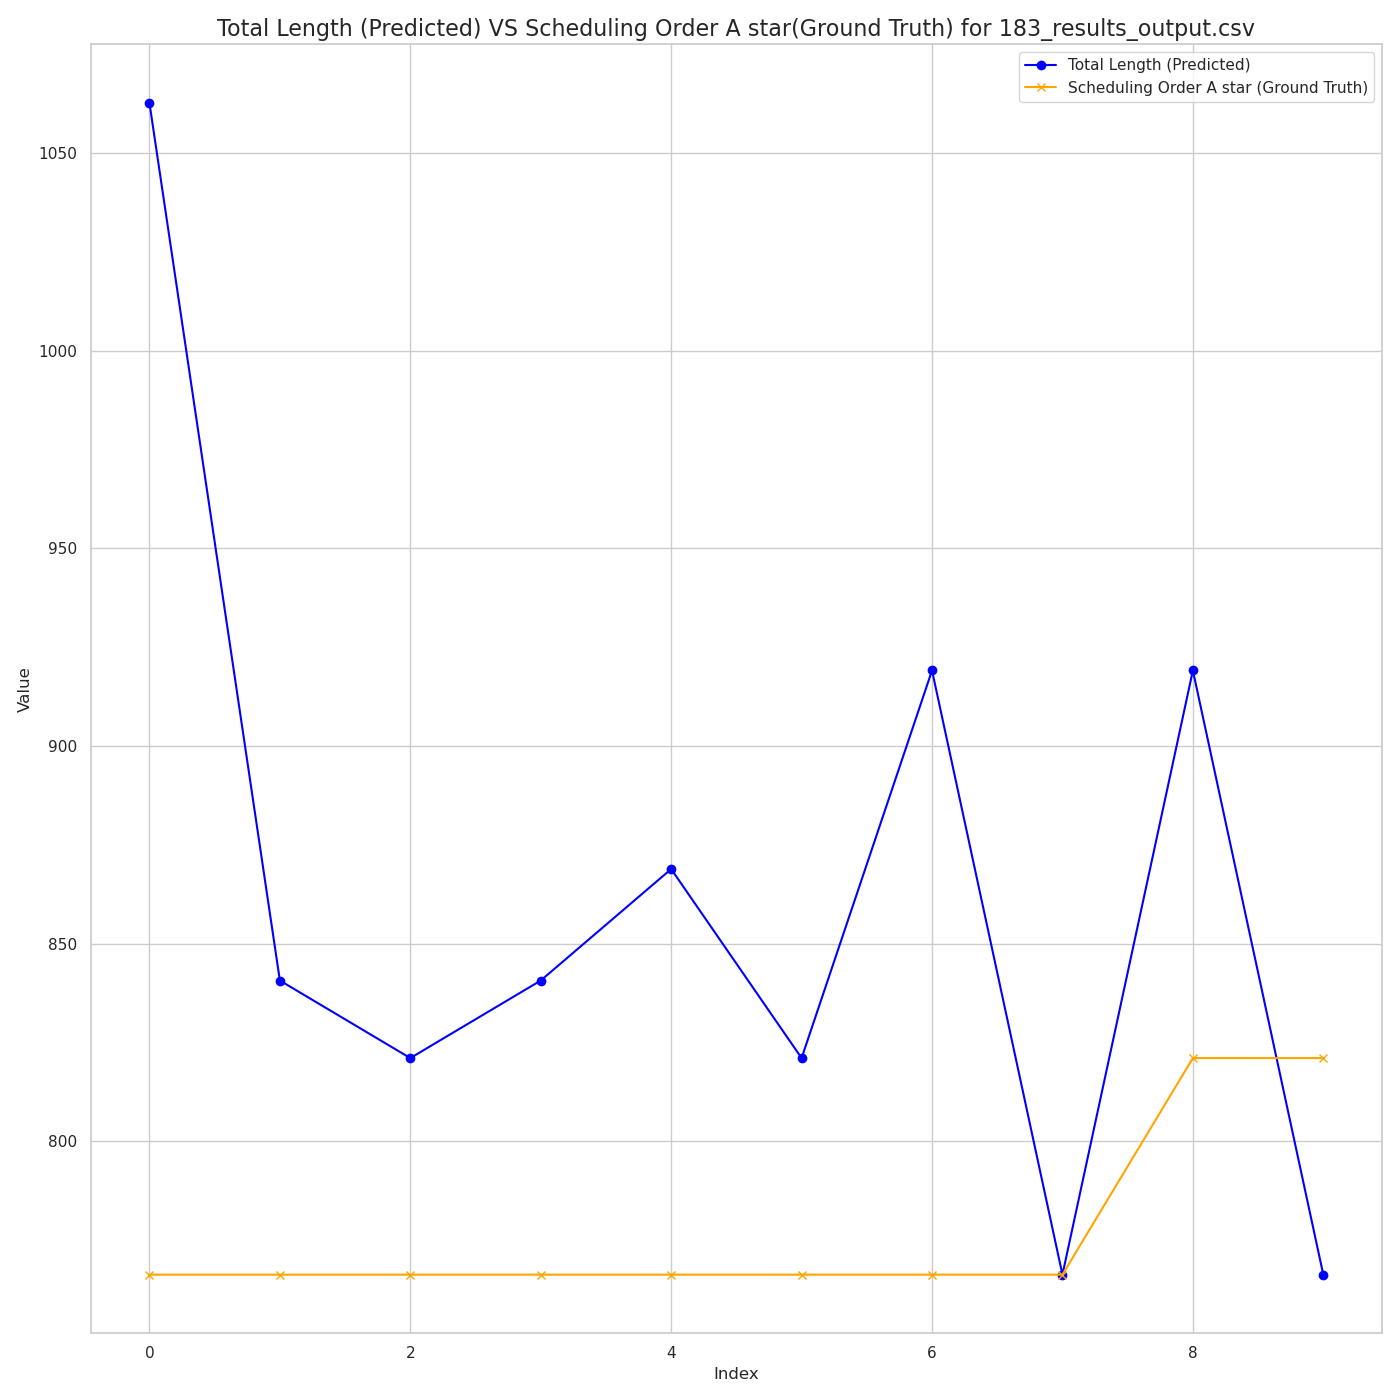 Total Length (Predicted) VS Scheduling Order A star(Ground Truth) for 183_results_output.csv
Total Length (Predicted)
Scheduling Order A star (Ground Truth)
1050
1000
950
900
850
800
Value
0 2 4 6 8
Index